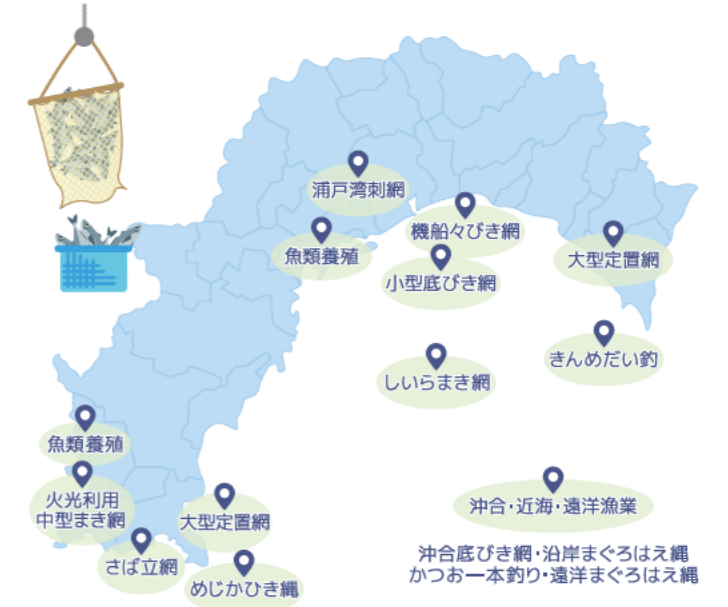 浦戸湾刺網
機船々びき網
魚類養殖
大型定置網
小型底びき網
きんめだい釣
しいらまき網
魚類養殖
火光利用
中型まき網
大型定置網
沖合・近海・遠洋漁業
さば立網
めじかひき縄
沖合底びき網・沿岸まぐろはえ縄
かつお一本釣り・遠洋まぐろはえ縄